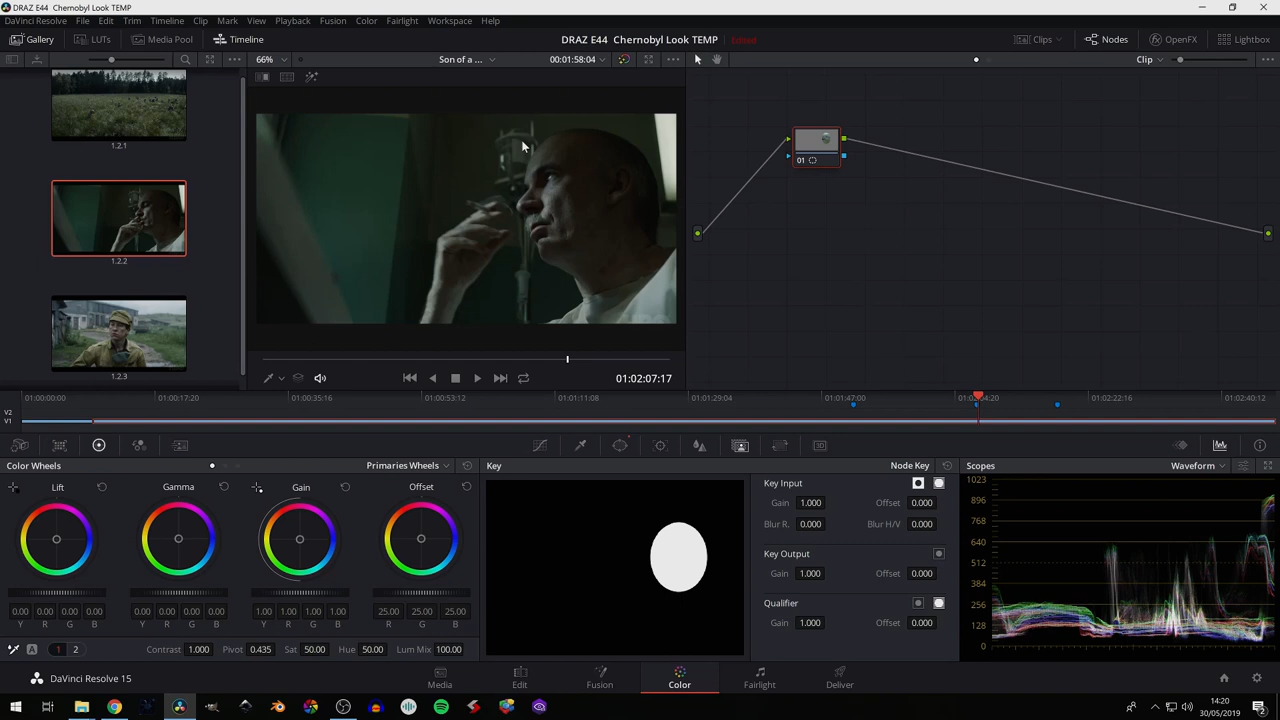 DRAZ E44  Chernobyl Look TEMP
DaVinci Resolve File Edit Trim Timeline Clip Mark View Playback Fusion Color Fairlight Workspace Help
Gallery LUTs Media Pool Timeline DRAZ E44 Chernobyl Look TEMP Edited Clips Nodes OpenFX Lightbox
66% Son of a ... 00:01:58:04 Clip
1.2.1
01
1.2.2
1.2.3
01:02:07:17
01:00:00:00 01:00:17:20 01:00:35:16 01:00:53:12 01:01:11:08 01:01:29:04 01:01:47:00 01:02:04:20 01:02:22:16 01:02:40:12
V2
V1
Color Wheels Primaries Wheels Key Node Key Scopes Waveform
Lift Gamma Gain Offset
0.00 0.00 0.00 0.00 0.00 0.00 0.00 0.00 1.00 1.00 1.00 1.00 25.00 25.00 25.00
Y R G B Y R G B Y R G B R G B
A 1 2 Contrast 1.000 Pivot 0.435 Sat 50.00 Hue 50.00 Lum Mix 100.00
Key Input
Gain 1.000 Offset 0.000
Blur R. 0.000 Blur H/V 0.000
Key Output
Gain 1.000 Offset 0.000
Qualifier
Gain 1.000 Offset 0.000
1023
896
768
640
512
384
256
128
0
DaVinci Resolve 15 Media Edit Fusion Color Fairlight Deliver
14:20
30/05/2019
2